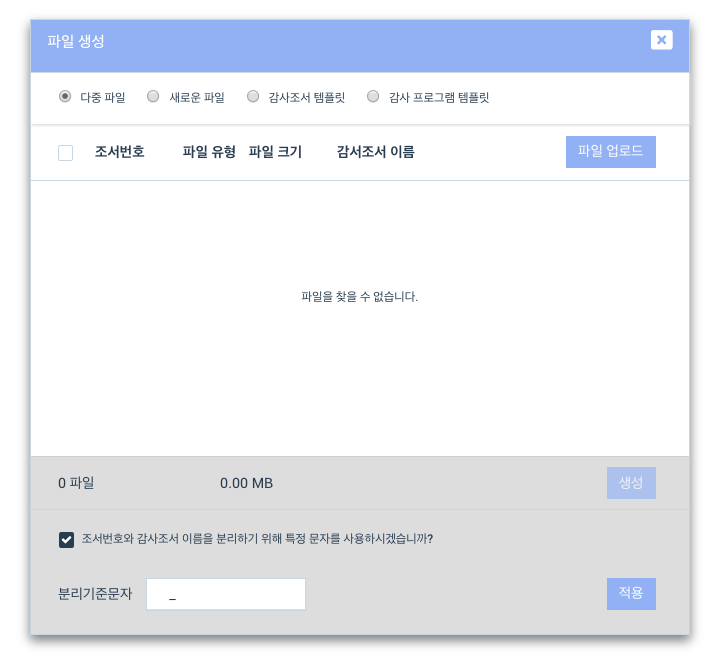 파일 생성
다중 파일 새로운 파일 감사조서 템플릿 감사 프로그램 템플릿
조서번호 파일 유형 파일 크기 감서조서 이름 파일 업로드
파일을 찾을 수 없습니다.
0 파일 0.00 MB 생성
조서번호와 감사조서 이름을 분리하기 위해 특정 문자를 사용하시겠습니까?
분리기준문자 _ 적용